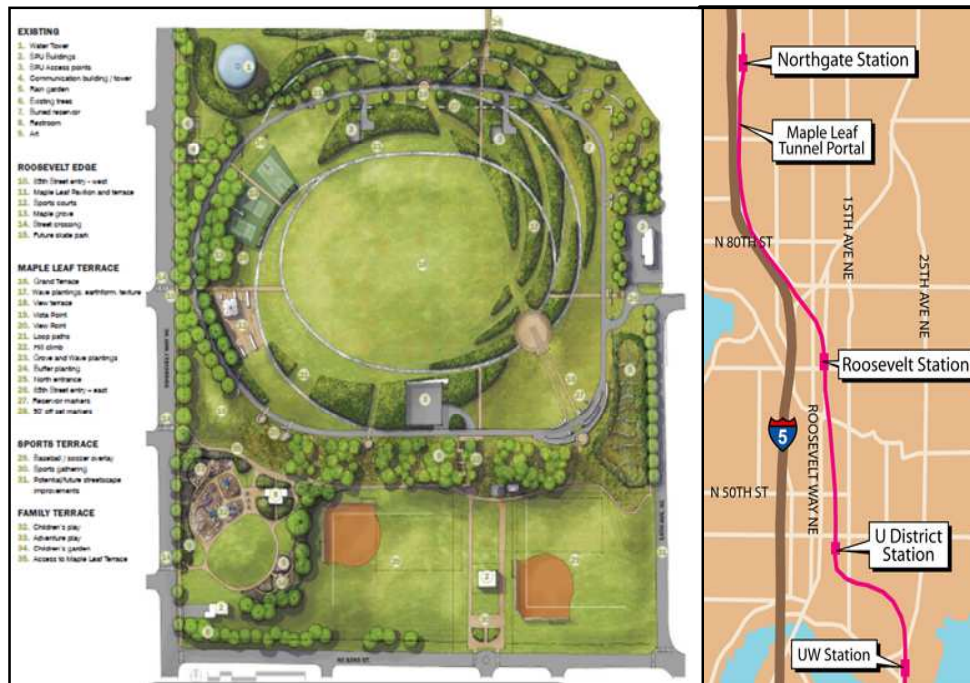 EXISTING
1. Water Tower
2. SPU Buildings
3. SPU Access points
4. Communication building / tower
5. Rain garden
6. Existing trees
7. Buried reservoir
8. Restroom
9. Art
ROOSEVELT EDGE
10. 85th Street entry - west
11. Maple Leaf Pavilion and terrace
12. Sports courts
13. Maple grove
14. Street crossing
15. Future skate park
MAPLE LEAF TERRACE
16. Grand Terrace
17. Wave plantings, earthform, texture
18. View terrace
19. Vista Point
20. View Point
21. Loop paths
22. Hill climb
23. Grove and Wave plantings
24. Buffer planting
25. North entrance
26. 85th Street entry - east
27. Reservoir markers
28. 50' off set markers
SPORTS TERRACE
29. Baseball / soccer overlay
30. Sports gathering
31. Potential/future streetscape
improvements
FAMILY TERRACE
32. Children's play
33. Adventure play
34. Children's garden
35. Access to Maple Leaf Terrace
NE 82ND ST.
Northgate Station
Maple Leaf
Tunnel Portal
15TH AVE NE
N 80TH ST
25TH AVE NE
Roosevelt Station
5
ROOSEVELT WAY NE
N 50TH ST
U District
Station
UW Station